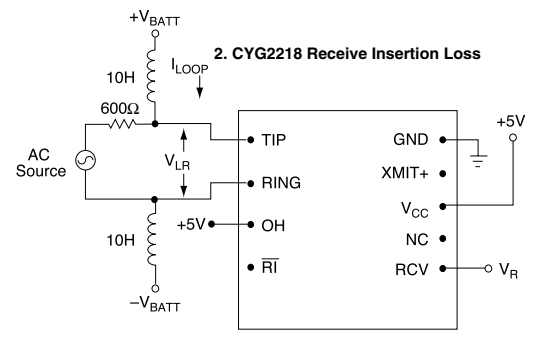 +V_BATT
2. CYG2218 Receive Insertion Loss
I_LOOP
10H
600Ω
+5V
TIP
GND
AC
Source
V_LR
XMIT+
RING
V_CC
+5V
OH
10H
NC
R̅I̅
RCV
V_R
−V_BATT